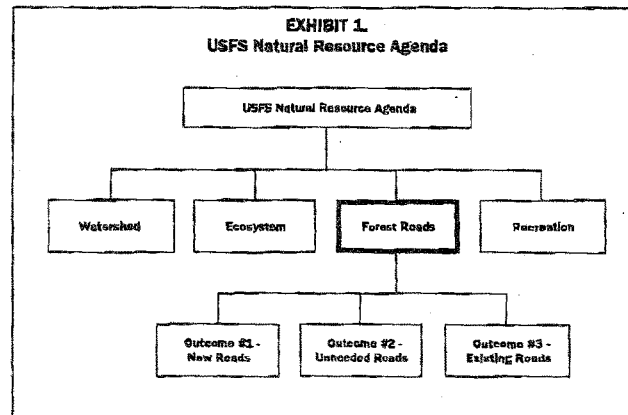 EXHIBIT 1.
USFS Natural Resource Agenda
USFS Natural Resource Agenda
Watershed
Ecosystem
Forest Roads
Recreation
Outcome #1 -
New Roads
Outcome #2 -
Unneeded Roads
Outcome #3 -
Existing Roads